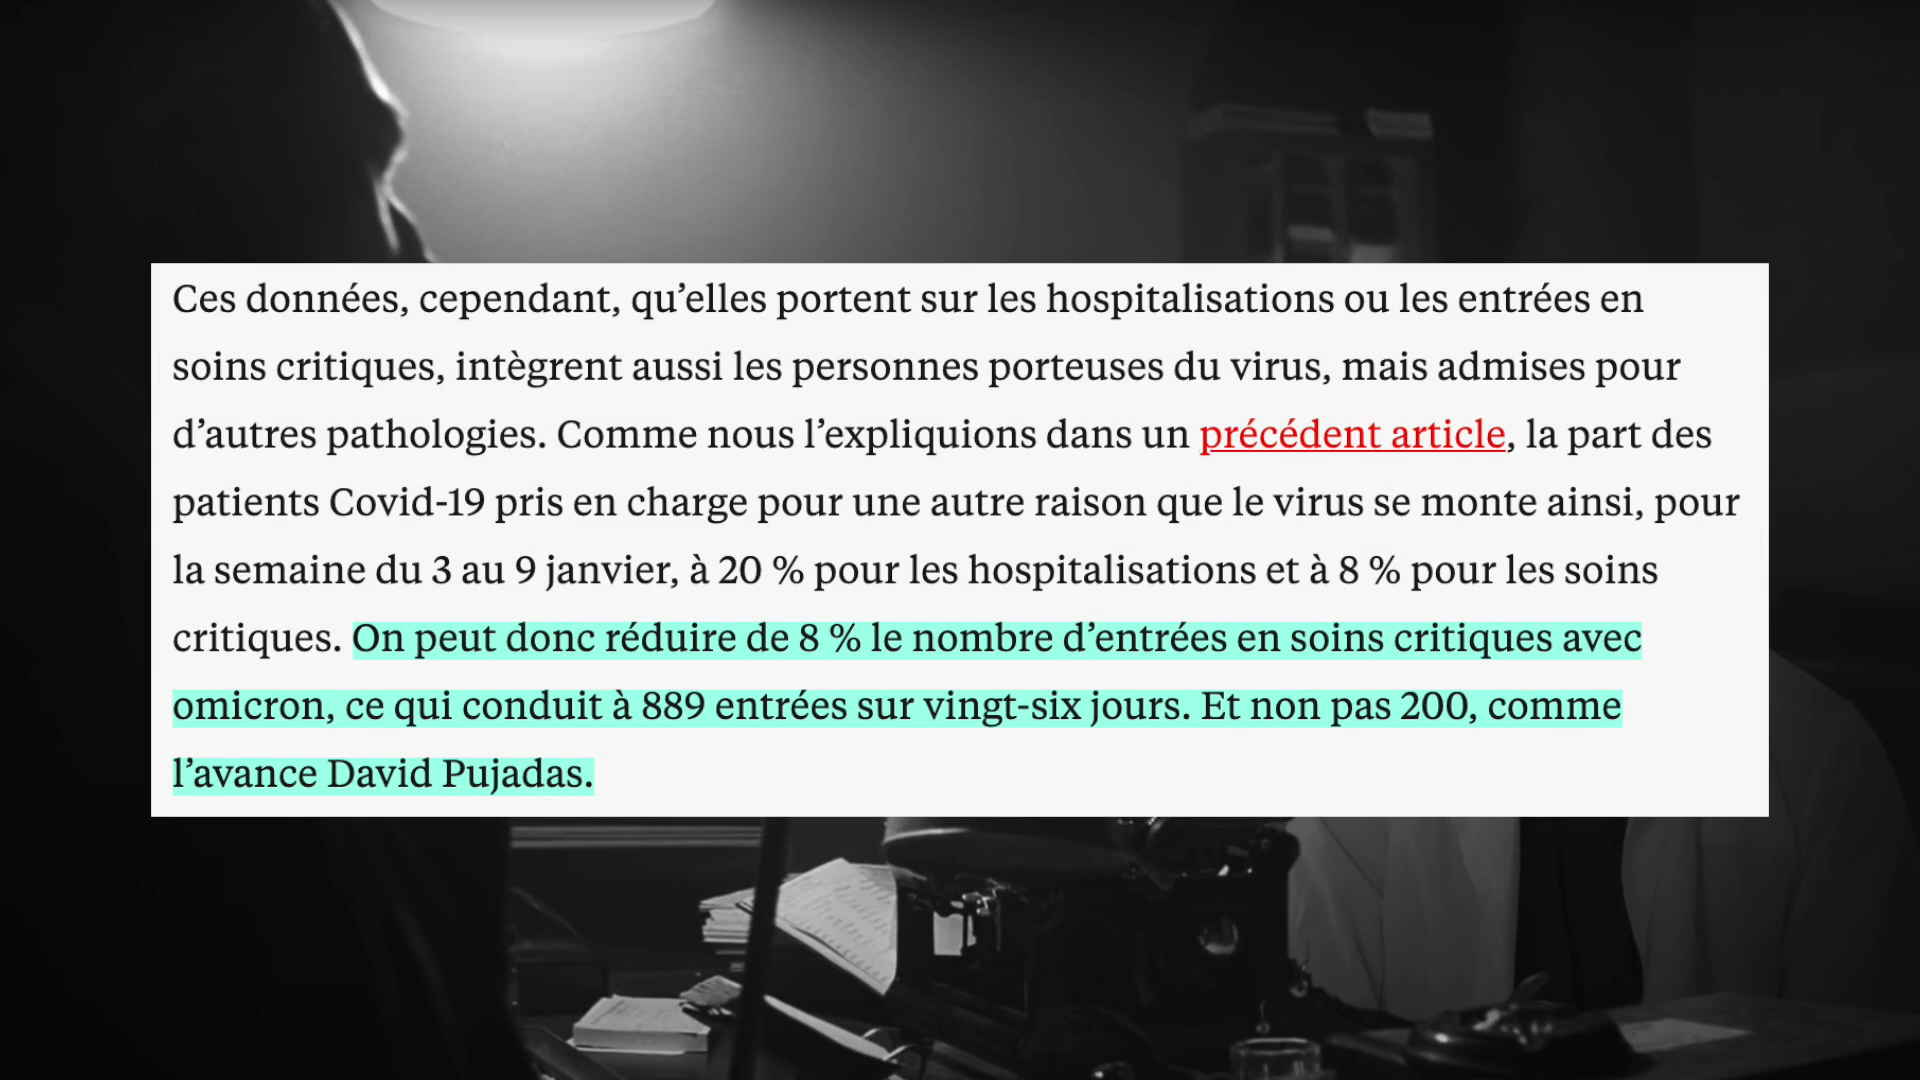 Ces données, cependant, qu’elles portent sur les hospitalisations ou les entrées en
soins critiques, intègrent aussi les personnes porteuses du virus, mais admises pour
d’autres pathologies. Comme nous l’expliquions dans un précédent article, la part des
patients Covid-19 pris en charge pour une autre raison que le virus se monte ainsi, pour
la semaine du 3 au 9 janvier, à 20 % pour les hospitalisations et à 8 % pour les soins
critiques. On peut donc réduire de 8 % le nombre d’entrées en soins critiques avec
omicron, ce qui conduit à 889 entrées sur vingt-six jours. Et non pas 200, comme
l’avance David Pujadas.